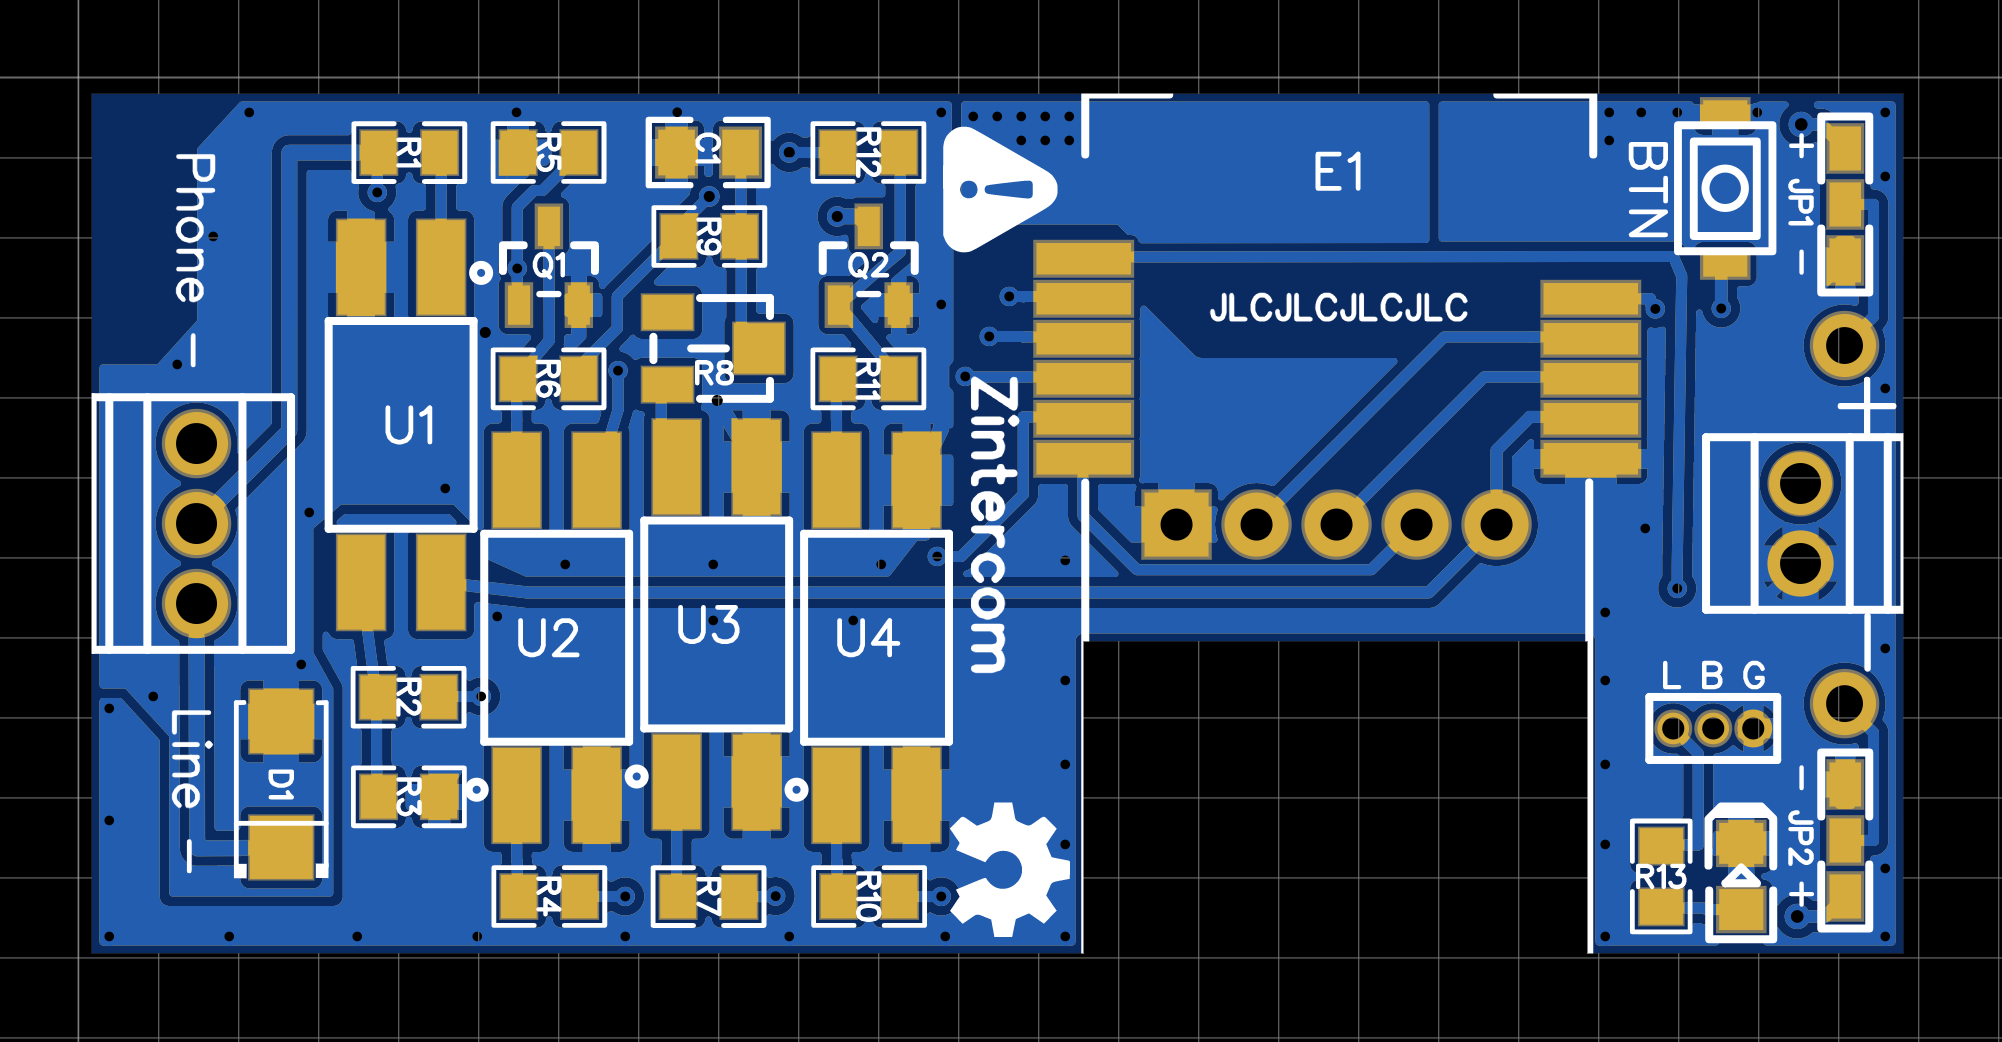 R1
R5
C1
R12
E1
BTN
+
JP1
−
Phone
−
R9
Q1
Q2
JLCJLCJLCJLC
R8
R6
R11
U1
+
Zintercom
U2
U3
U4
−
L B G
R2
Line
−
D1
R3
−
JP2
+
R13
R4
R7
R10